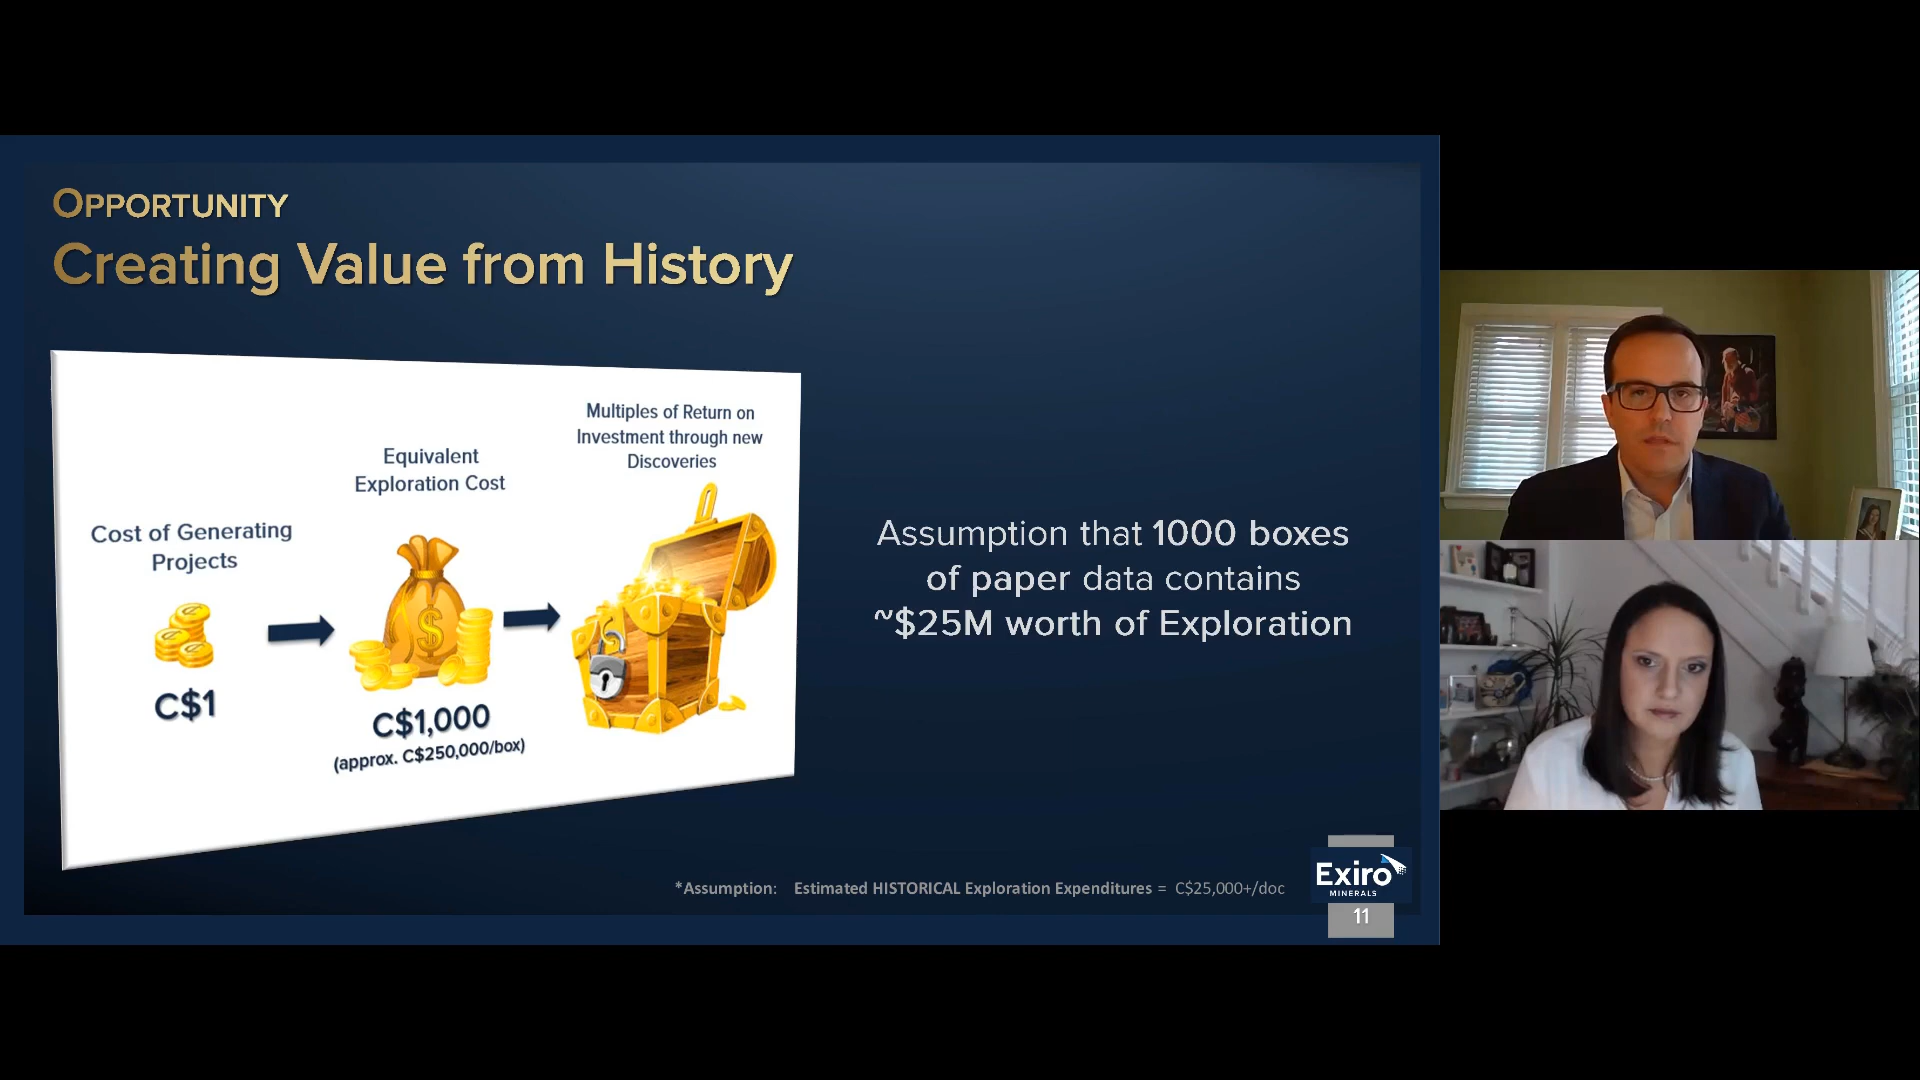 OPPORTUNITY
Creating Value from History
Cost of Generating
Projects
C$1
Equivalent
Exploration Cost
C$1,000
(approx. C$250,000/box)
Multiples of Return on
Investment through new
Discoveries
Assumption that 1000 boxes
of paper data contains
~$25M worth of Exploration
*Assumption: Estimated HISTORICAL Exploration Expenditures = C$25,000+/doc
Exiro
MINERALS
11